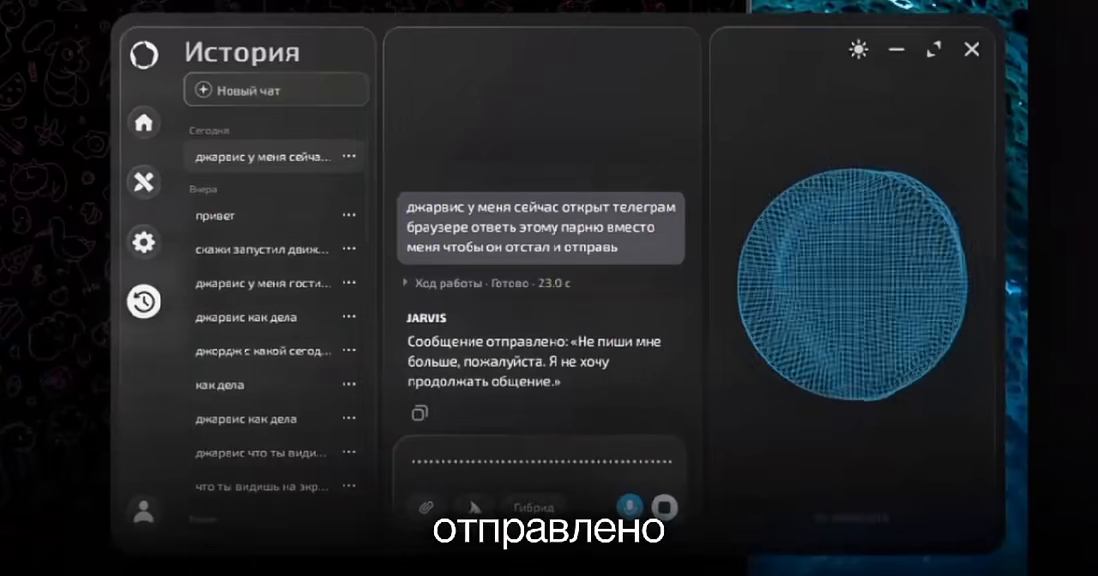 История
Новый чат
Сегодня
джарвис у меня сейча... ...
Вчера
привет ...
скажи запустил движ... ...
джарвис у меня гости... ...
джарвис как дела ...
джордж с какой сегод... ...
как дела ...
джарвис как дела ...
джарвис что ты види... ...
что ты видишь на экр... ...
джарвис у меня сейчас открыт телеграм
браузере ответь этому парню вместо
меня чтобы он отстал и отправь
Ход работы · Готово · 23.0 с
JARVIS
Сообщение отправлено: «Не пиши мне
больше, пожалуйста. Я не хочу
продолжать общение.»
Гибрид
отправлено